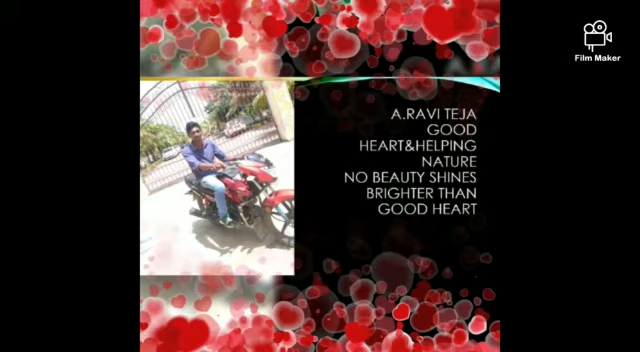 Film Maker
A.RAVI TEJA
GOOD
HEART&HELPING
NATURE
NO BEAUTY SHINES
BRIGHTER THAN
GOOD HEART